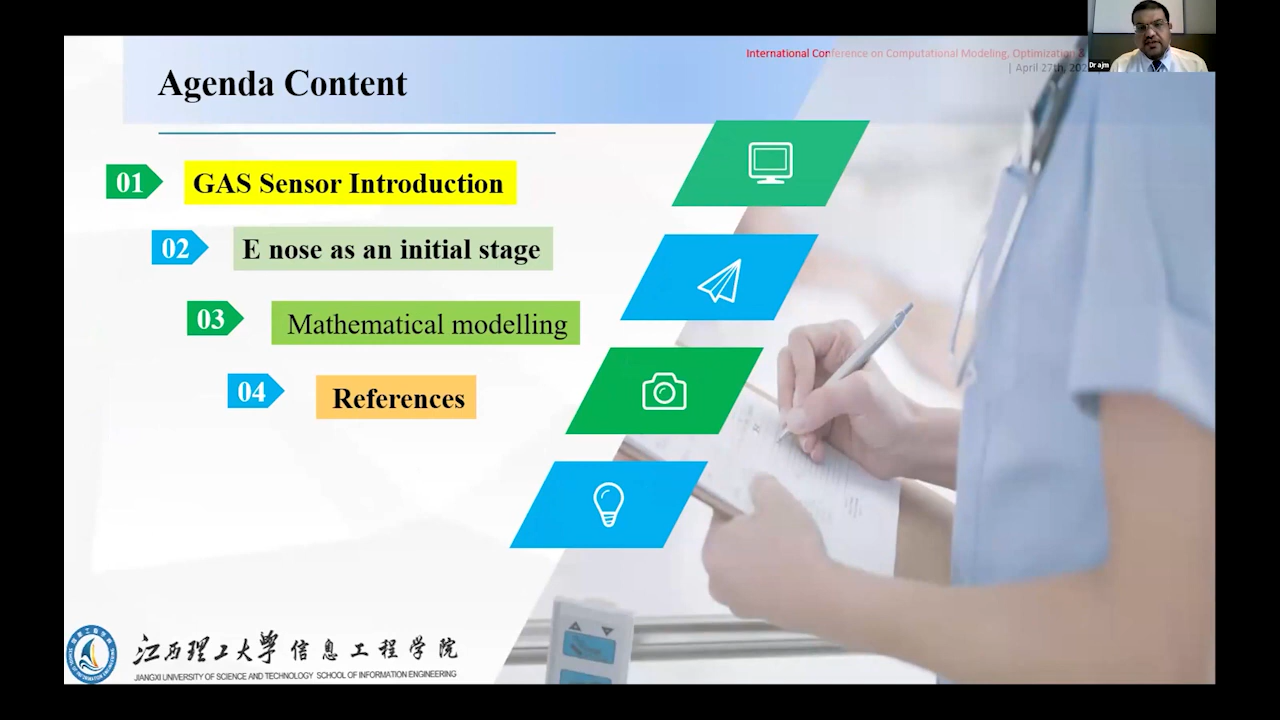 International Conference on Computational Modeling, Optimization &
| April 27th, 202
Dr ajm
Agenda Content
01 GAS Sensor Introduction
02 E nose as an initial stage
03 Mathematical modelling
04 References
江西理工大學信息工程学院
JIANGXI UNIVERSITY OF SCIENCE AND TECHNOLOGY SCHOOL OF INFORMATION ENGINEERING